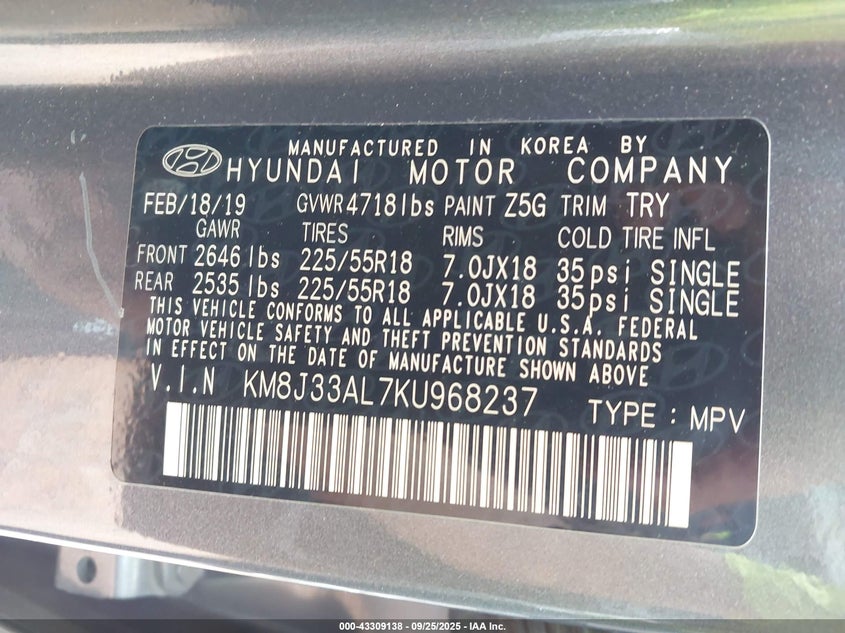 MANUFACTURED IN KOREA BY
HYUNDAI MOTOR COMPANY
FEB/18/19 GVWR 4718lbs PAINT Z5G TRIM TRY
GAWR TIRES RIMS COLD TIRE INFL
FRONT 2646 lbs 225/55R18 7.0JX18 35psi SINGLE
REAR 2535 lbs 225/55R18 7.0JX18 35psi SINGLE
THIS VEHICLE CONFORMS TO ALL APPLICABLE U.S.A. FEDERAL
MOTOR VEHICLE SAFETY AND THEFT PREVENTION STANDARDS
IN EFFECT ON THE DATE OF MANUFACTURE SHOWN ABOVE
V.I.N KM8J33AL7KU968237 TYPE : MPV
000-43309138 - 09/25/2025 - IAA Inc.